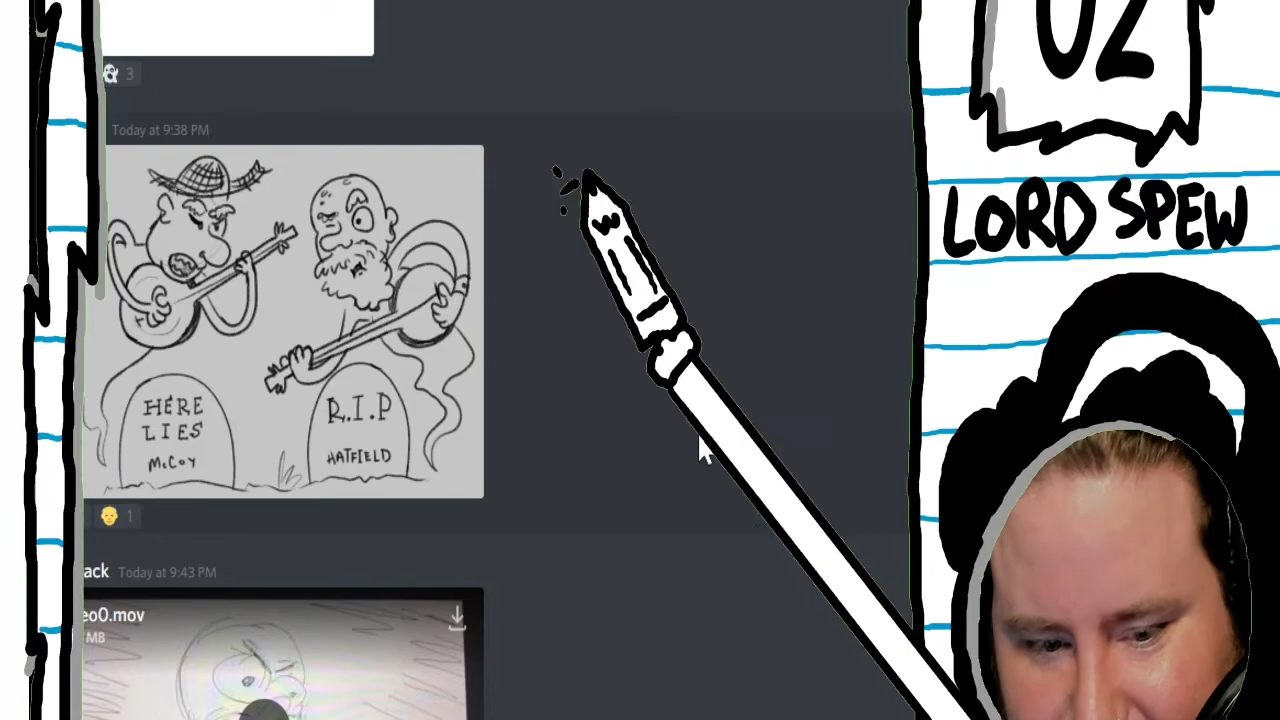 02
3
Today at 9:38 PM
LORD SPEW
HERE
LIES
McCOY
R.I.P
HATFIELD
1
ack Today at 9:43 PM
eo0.mov
MB